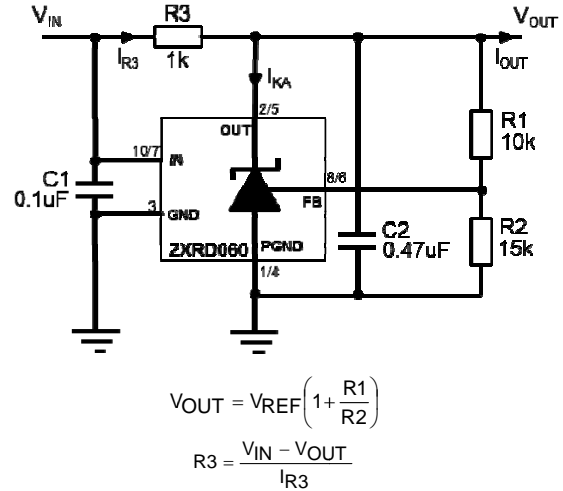 VIN
R3
VOUT
IR3
1k
IKA
IOUT
2/5
OUT
R1
10k
10/7
IN
8/6
C1
0.1uF
3
GND
FB
R2
15k
C2
0.47uF
PGND
ZXRD060
1/4
VOUT = VREF(1+R1/R2)
R3 = VIN − VOUT / IR3